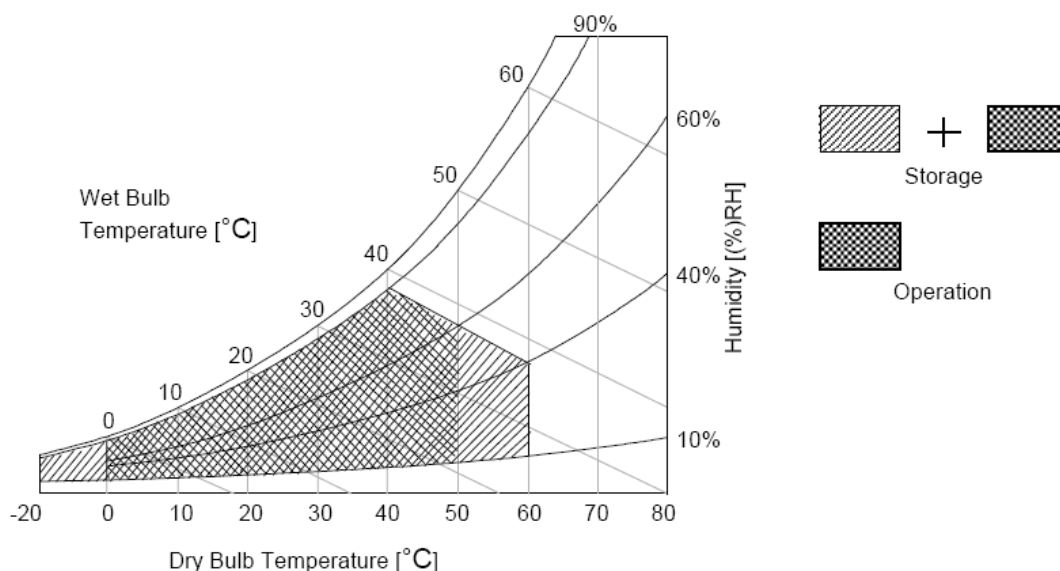 90%
60
60%
50
Wet Bulb
Temperature [°C]
Storage
40
40%
Humidity [(%)RH]
Operation
30
20
10
0
10%
-20 0 10 20 30 40 50 60 70 80
Dry Bulb Temperature [°C]